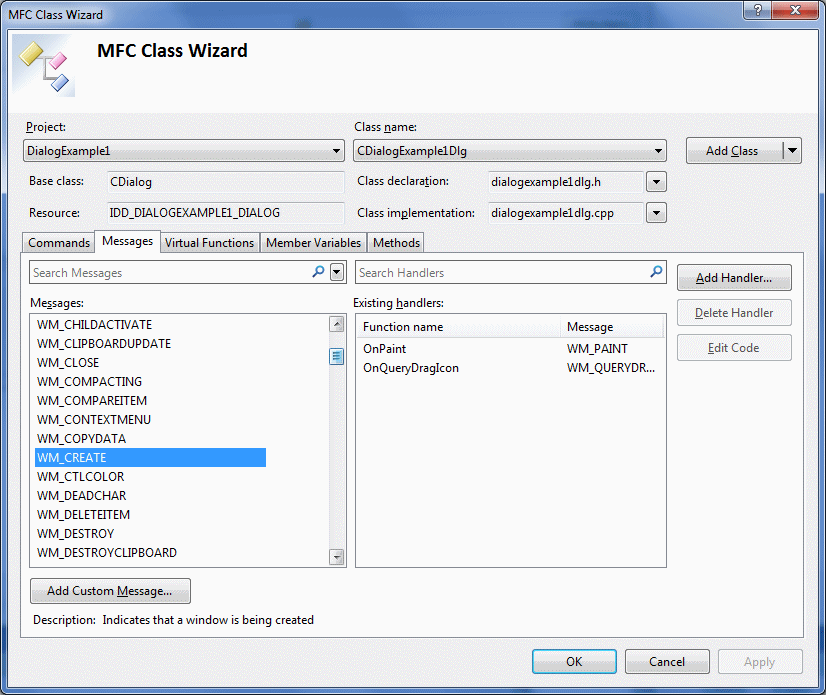 MFC Class Wizard
MFC Class Wizard
Project: Class name:
DialogExample1 CDialogExample1Dlg Add Class
Base class: CDialog Class declaration: dialogexample1dlg.h
Resource: IDD_DIALOGEXAMPLE1_DIALOG Class implementation: dialogexample1dlg.cpp
Commands Messages Virtual Functions Member Variables Methods
Search Messages Search Handlers Add Handler...
Messages: Existing handlers:
Delete Handler
Edit Code
Function name Message
OnPaint WM_PAINT
OnQueryDragIcon WM_QUERYDR...
WM_CHILDACTIVATE
WM_CLIPBOARDUPDATE
WM_CLOSE
WM_COMPACTING
WM_COMPAREITEM
WM_CONTEXTMENU
WM_COPYDATA
WM_CREATE
WM_CTLCOLOR
WM_DEADCHAR
WM_DELETEITEM
WM_DESTROY
WM_DESTROYCLIPBOARD
Add Custom Message...
Description: Indicates that a window is being created
OK Cancel Apply